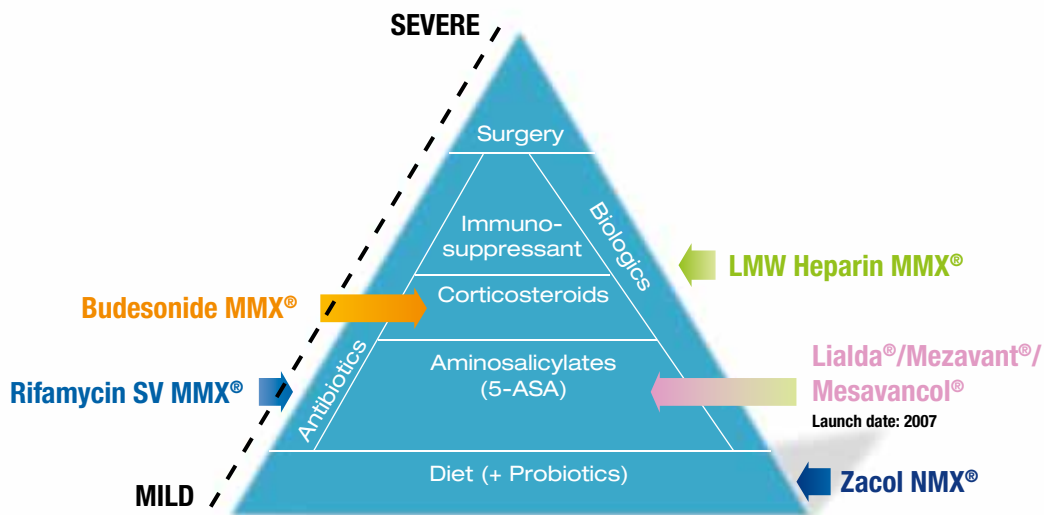 SEVERE
Surgery
Immuno-
suppressant
Biologics
LMW Heparin MMX®
Budesonide MMX®
Corticosteroids
Antibiotics
Aminosalicylates
(5-ASA)
Lialda®/Mezavant®/
Mesavancol®
Launch date: 2007
Rifamycin SV MMX®
Diet (+ Probiotics)
Zacol NMX®
MILD